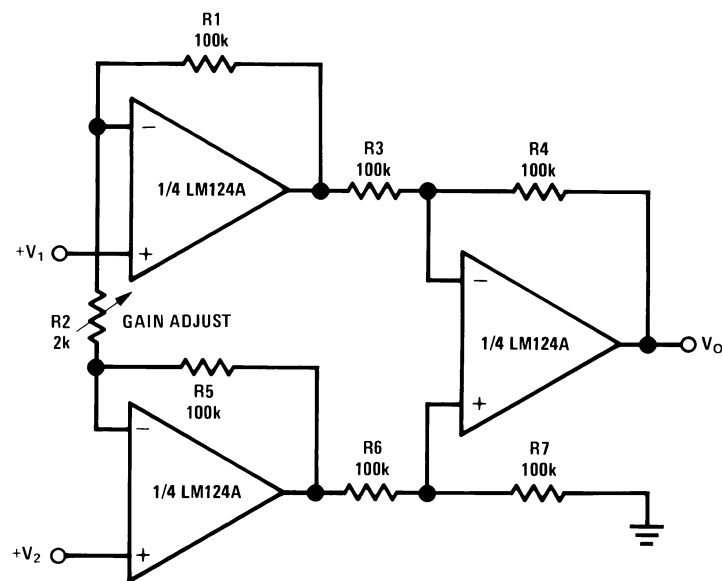 R1
100k
−
1/4 LM124A
+V1
+
R3
100k
R4
100k
R2
2k
GAIN ADJUST
−
1/4 LM124A
+
VO
R5
100k
−
1/4 LM124A
+V2
+
R6
100k
R7
100k